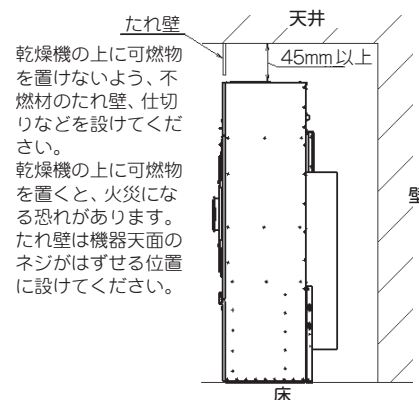 たれ壁
天井
45mm以上
乾燥機の上に可燃物
を置けないよう、不
燃材のたれ壁、仕切
りなどを設けてくだ
さい。
乾燥機の上に可燃物
を置くと、火災にな
る恐れがあります。
たれ壁は機器天面の
ネジがはずせる位置
に設けてください。
壁
床